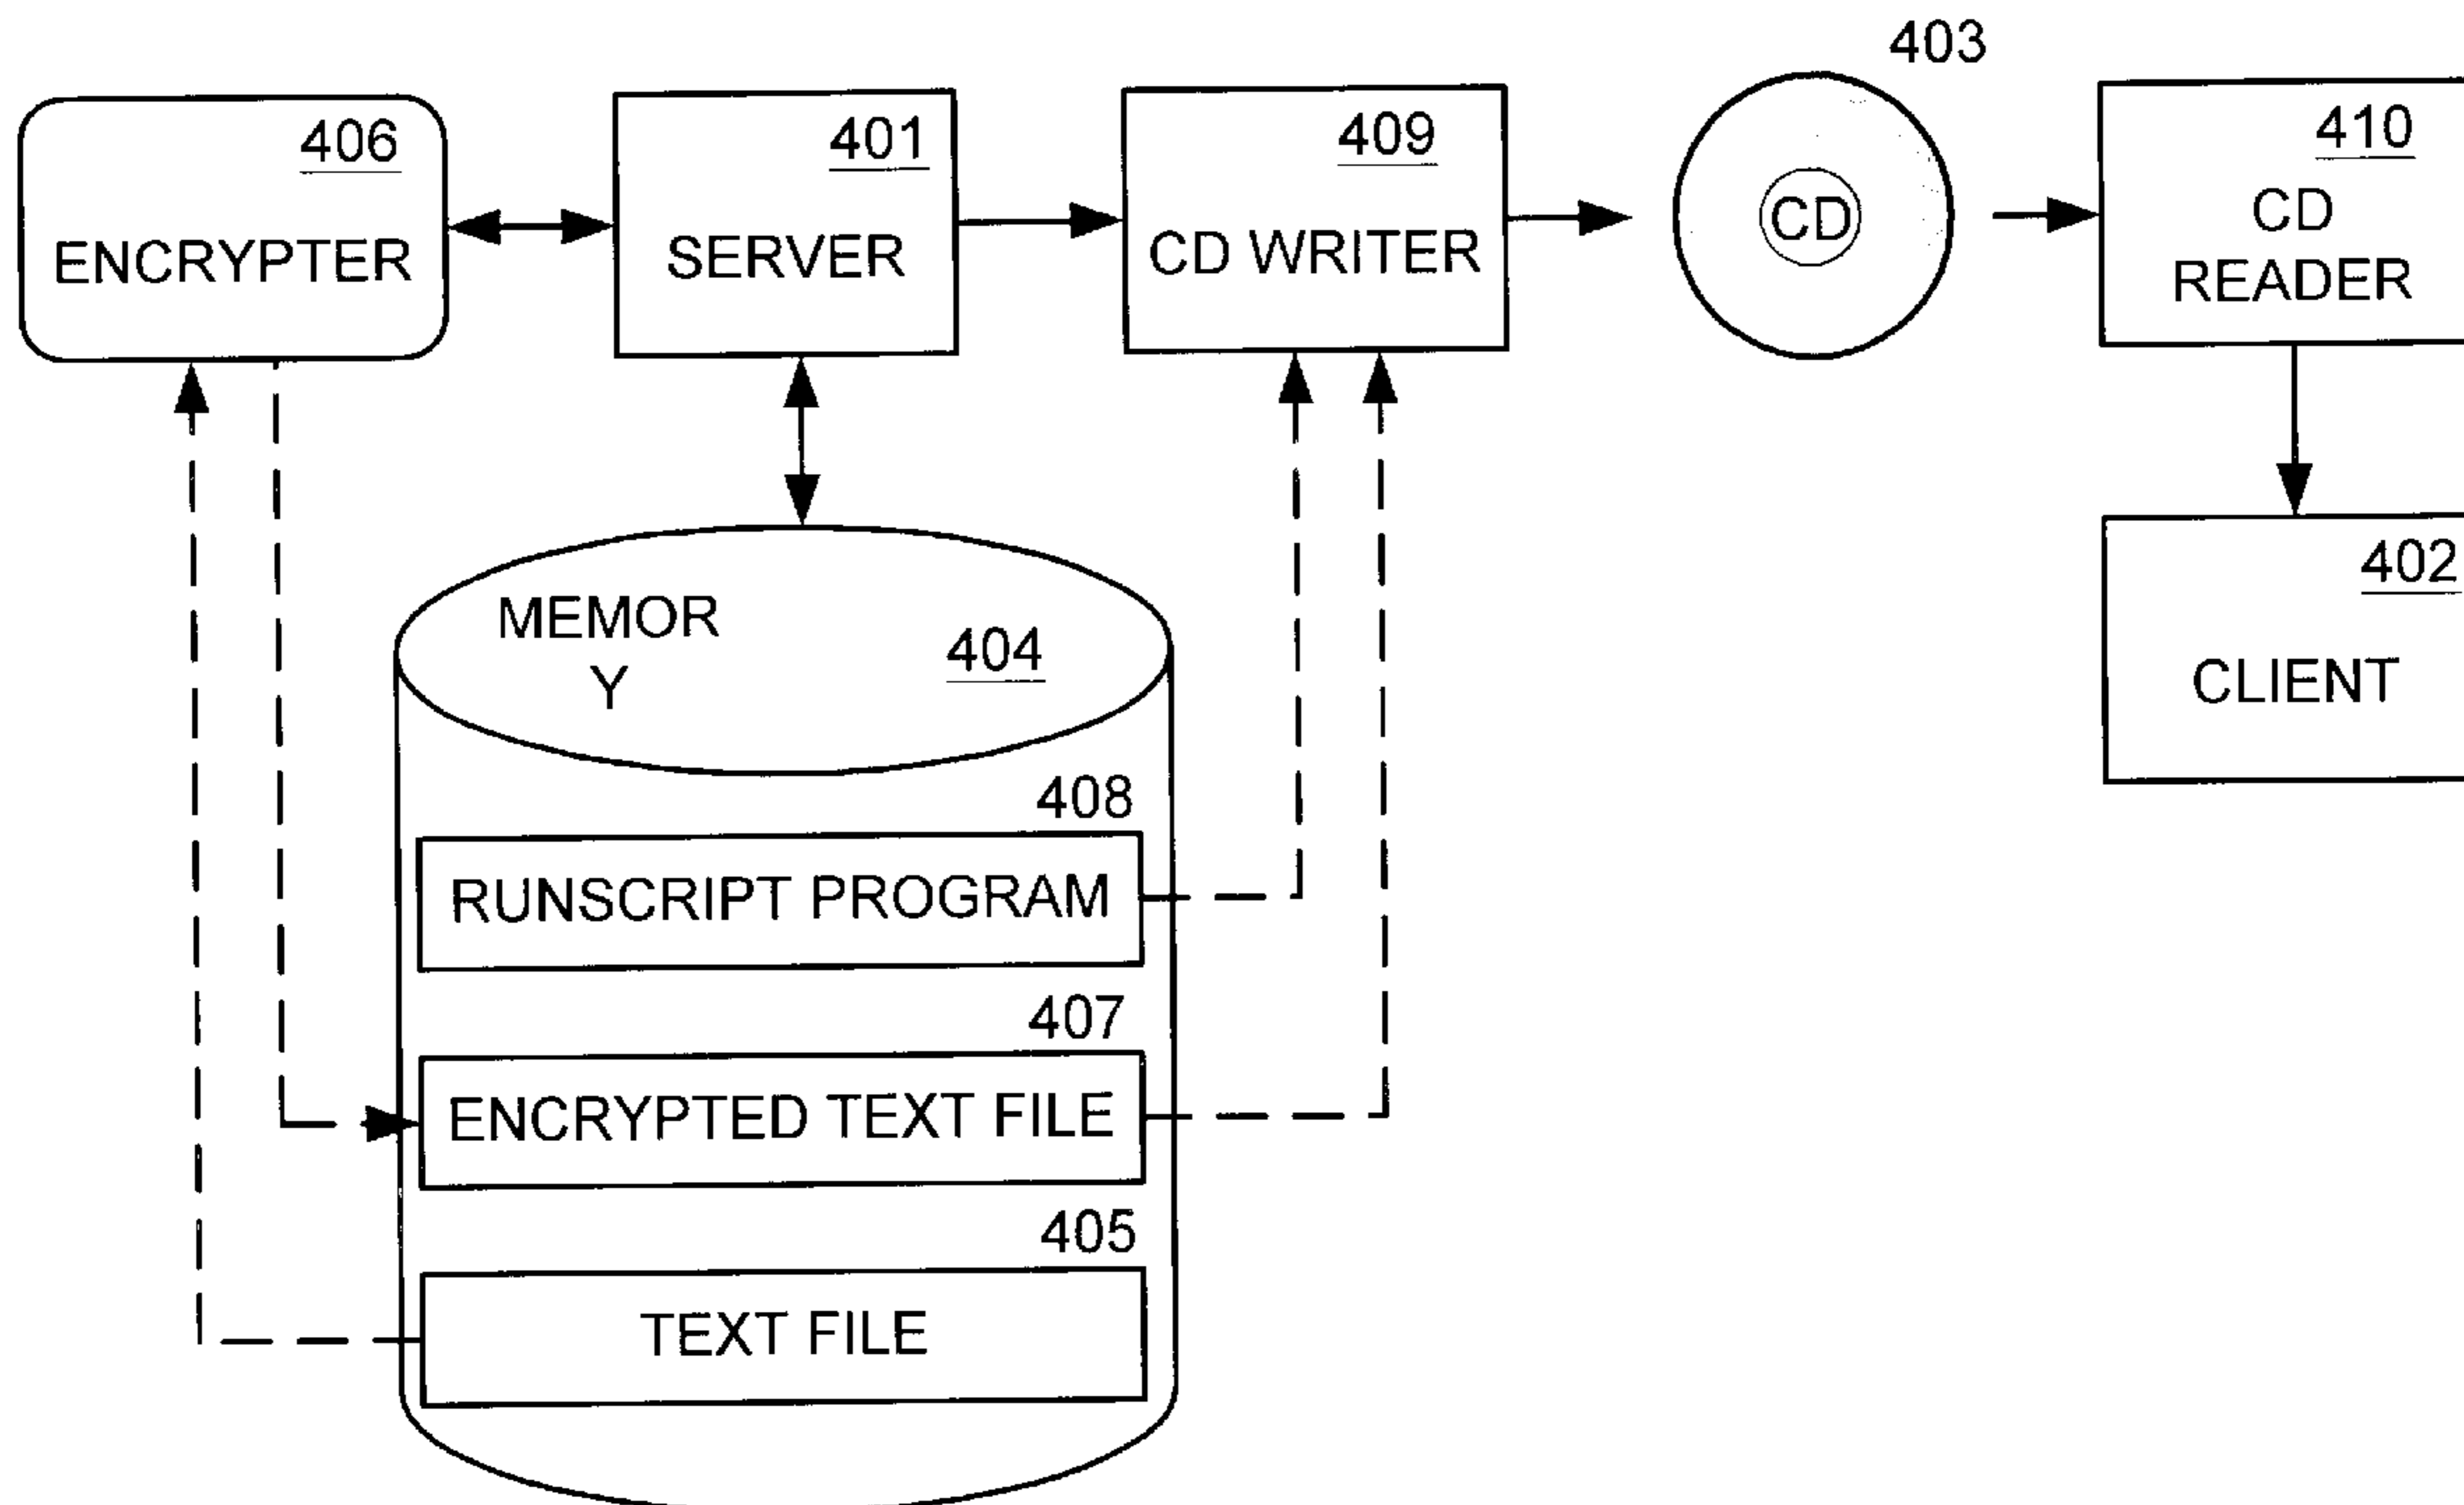 403
406
ENCRYPTER
401
SERVER
409
CD WRITER
CD
410
CD
READER
402
CLIENT
MEMOR
Y
404
408
RUNSCRIPT PROGRAM
407
ENCRYPTED TEXT FILE
405
TEXT FILE